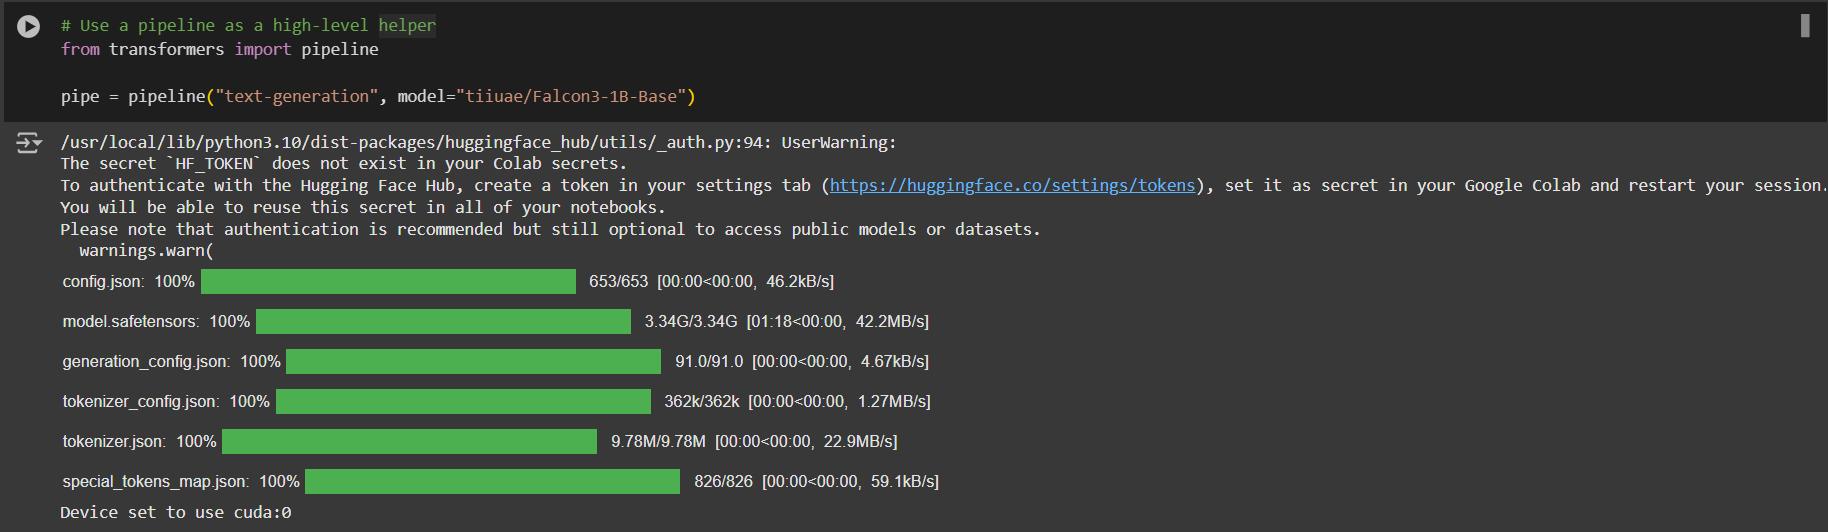 # Use a pipeline as a high-level helper
from transformers import pipeline
pipe = pipeline("text-generation", model="tiiuae/Falcon3-1B-Base")
/usr/local/lib/python3.10/dist-packages/huggingface_hub/utils/_auth.py:94: UserWarning:
The secret `HF_TOKEN` does not exist in your Colab secrets.
To authenticate with the Hugging Face Hub, create a token in your settings tab (https://huggingface.co/settings/tokens), set it as secret in your Google Colab and restart your session.
You will be able to reuse this secret in all of your notebooks.
Please note that authentication is recommended but still optional to access public models or datasets.
  warnings.warn(
config.json: 100% 653/653 [00:00<00:00, 46.2kB/s]
model.safetensors: 100% 3.34G/3.34G [01:18<00:00, 42.2MB/s]
generation_config.json: 100% 91.0/91.0 [00:00<00:00, 4.67kB/s]
tokenizer_config.json: 100% 362k/362k [00:00<00:00, 1.27MB/s]
tokenizer.json: 100% 9.78M/9.78M [00:00<00:00, 22.9MB/s]
special_tokens_map.json: 100% 826/826 [00:00<00:00, 59.1kB/s]
Device set to use cuda:0